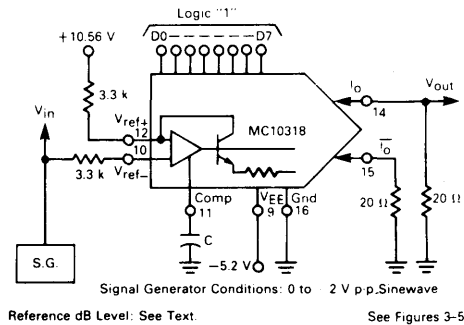 Logic "1"
+10.56 V
D0 – – – – – – – D7
3.3 k
Vin
Vref+
12
10
Vref–
3.3 k
MC10318
Io
14
Vout
Io
15
Comp
11
VEE
9
Gnd
16
20 Ω
20 Ω
C
–5.2 V
S.G.
Signal Generator Conditions: 0 to 2 V p-p Sinewave
Reference dB Level: See Text.
See Figures 3–5